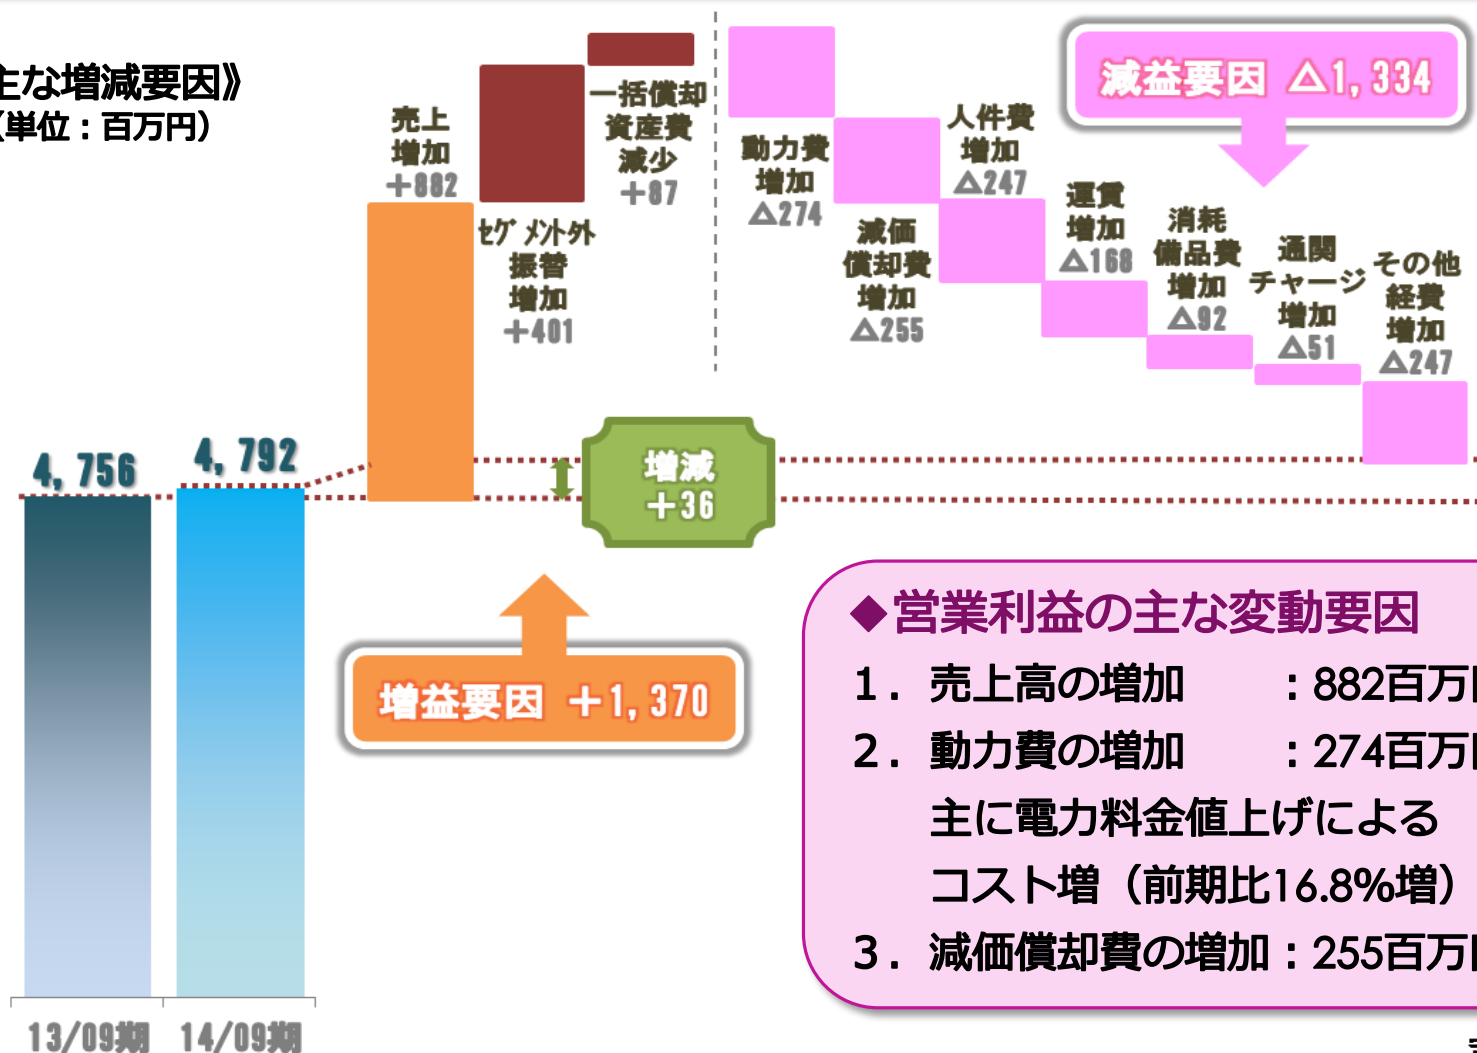 主な増減要因》
（単位：百万円）
売上
増加
＋882
ｾｸﾞﾒﾝﾄ外
振替
増加
＋401
一括償却
資産費
減少
＋87
動力費
増加
△274
減価
償却費
増加
△255
人件費
増加
△247
運賃
増加
△168
消耗
備品費
増加
△92
通関
チャージ
増加
△51
その他
経費
増加
△247
減益要因 △1,334
4,756
4,792
増減
＋36
増益要因 ＋1,370
13/09期
14/09期
◆営業利益の主な変動要因
1．売上高の増加　　：882百万円
2．動力費の増加　　：274百万円
主に電力料金値上げによる
コスト増（前期比16.8%増）
3．減価償却費の増加：255百万円